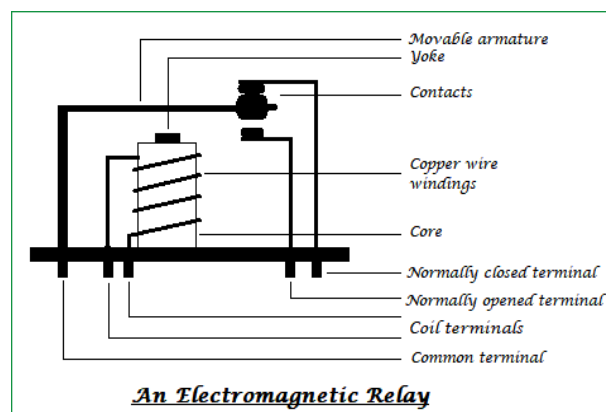 Movable armature
Yoke
Contacts
Copper wire
windings
Core
Normally closed terminal
Normally opened terminal
Coil terminals
Common terminal
An Electromagnetic Relay